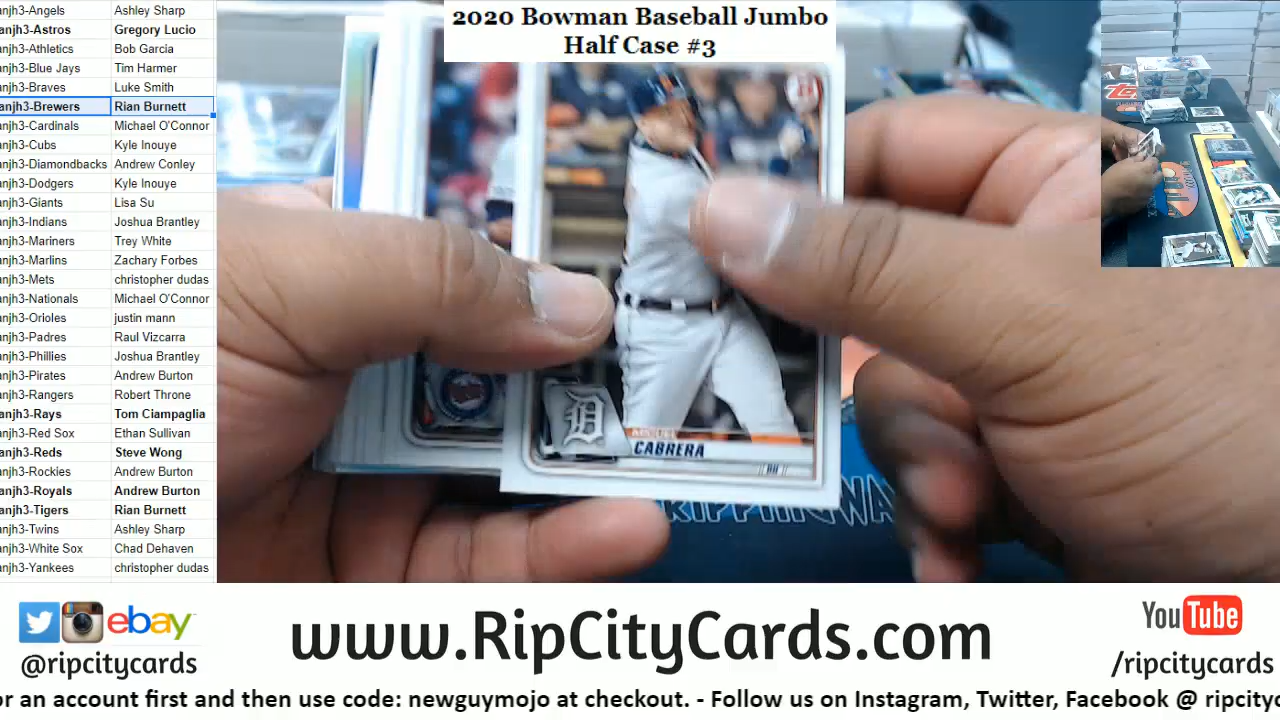 2020 Bowman Baseball Jumbo
Half Case #3
anjh3-Angels Ashley Sharp
anjh3-Astros Gregory Lucio
anjh3-Athletics Bob Garcia
anjh3-Blue Jays Tim Harmer
anjh3-Braves Luke Smith
anjh3-Brewers Rian Burnett
anjh3-Cardinals Michael O'Connor
anjh3-Cubs Kyle Inouye
anjh3-Diamondbacks Andrew Conley
anjh3-Dodgers Kyle Inouye
anjh3-Giants Lisa Su
anjh3-Indians Joshua Brantley
anjh3-Mariners Trey White
anjh3-Marlins Zachary Forbes
anjh3-Mets christopher dudas
anjh3-Nationals Michael O'Connor
anjh3-Orioles justin mann
anjh3-Padres Raul Vizcarra
anjh3-Phillies Joshua Brantley
anjh3-Pirates Andrew Burton
anjh3-Rangers Robert Throne
anjh3-Rays Tom Ciampaglia
anjh3-Red Sox Ethan Sullivan
anjh3-Reds Steve Wong
anjh3-Rockies Andrew Burton
anjh3-Royals Andrew Burton
anjh3-Tigers Rian Burnett
anjh3-Twins Ashley Sharp
anjh3-White Sox Chad Dehaven
anjh3-Yankees christopher dudas
D
MIGUEL
CABRERA
ebay
@ripcitycards
www.RipCityCards.com
YouTube
/ripcitycards
or an account first and then use code: newguymojo at checkout. - Follow us on Instagram, Twitter, Facebook @ ripcityc